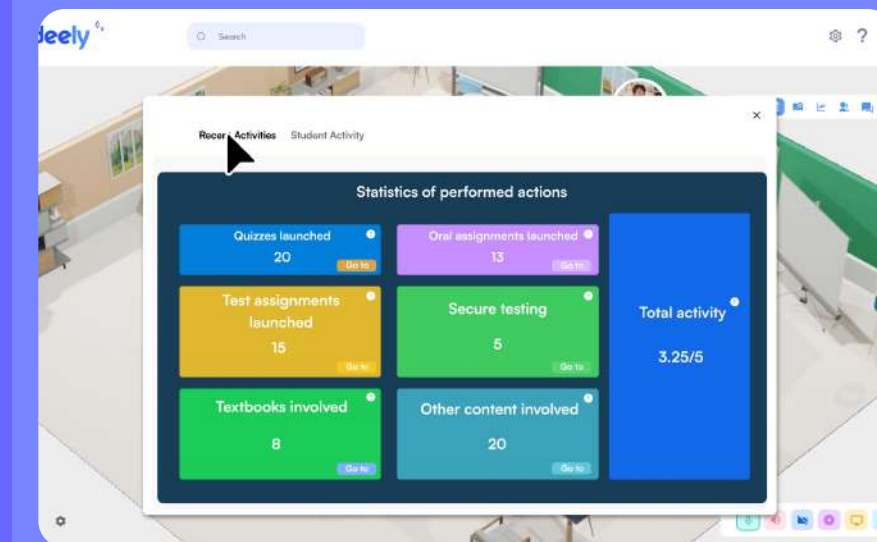 deely
Search
?
Recent Activities Student Activity
Statistics of performed actions
Quizzes launched
20
Go to
Oral assignments launched
13
Go to
Test assignments
launched
15
Go to
Secure testing
5
Go to
Textbooks involved
8
Go to
Other content involved
20
Go to
Total activity
3.25/5